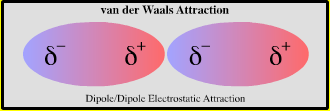 van der Waals Attraction
δ⁻ δ⁺ δ⁻ δ⁺
Dipole/Dipole Electrostatic Attraction